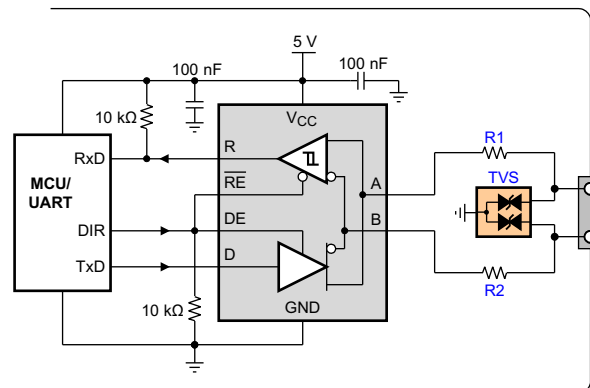 5 V
100 nF
100 nF
10 kΩ
VCC
R1
RxD
R
MCU/
UART
RE
A
TVS
DIR
DE
B
TxD
D
R2
10 kΩ
GND